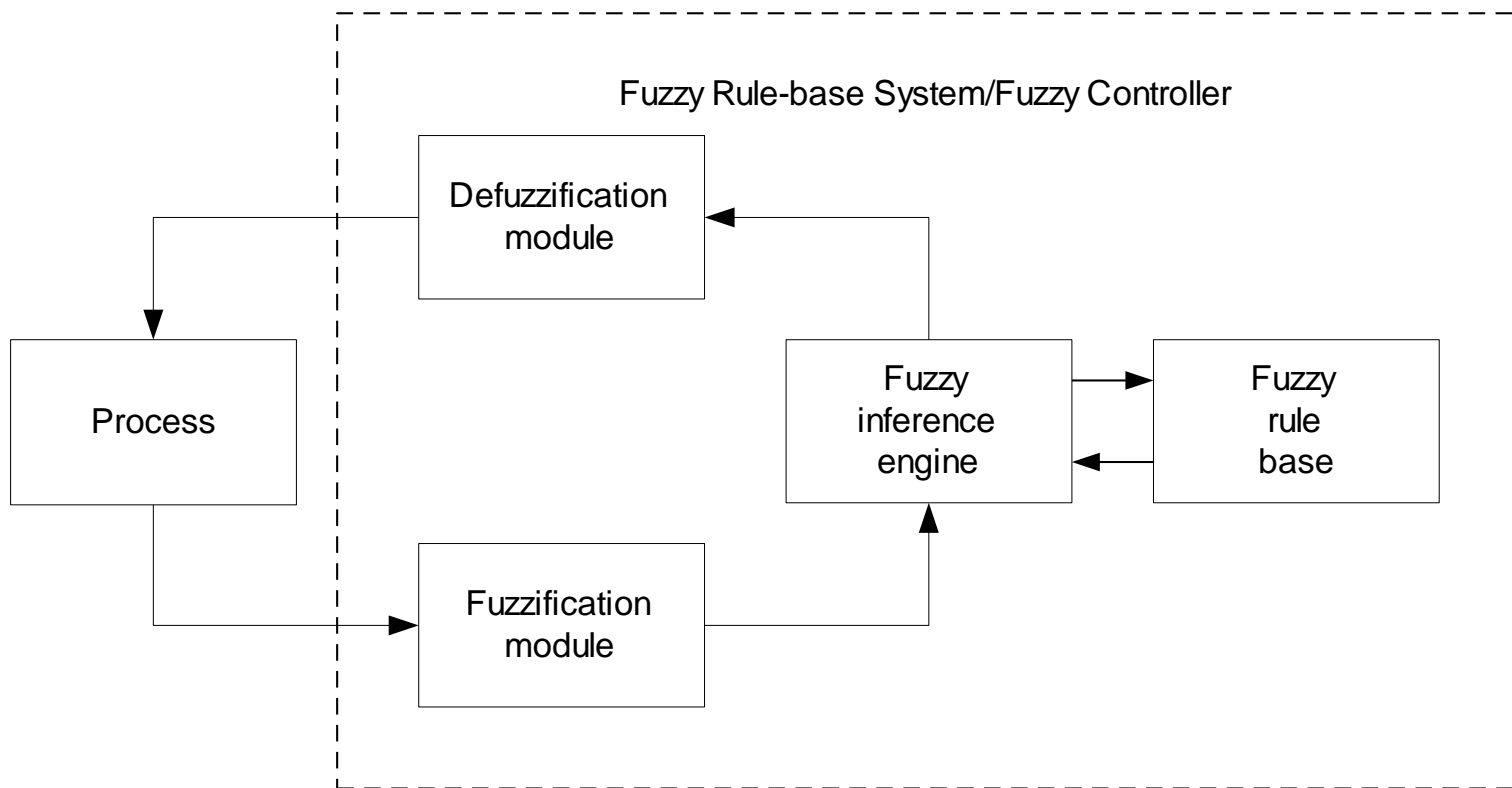 Fuzzy Rule-base System/Fuzzy Controller
Defuzzification
module
Process
Fuzzy
inference
engine
Fuzzy
rule
base
Fuzzification
module